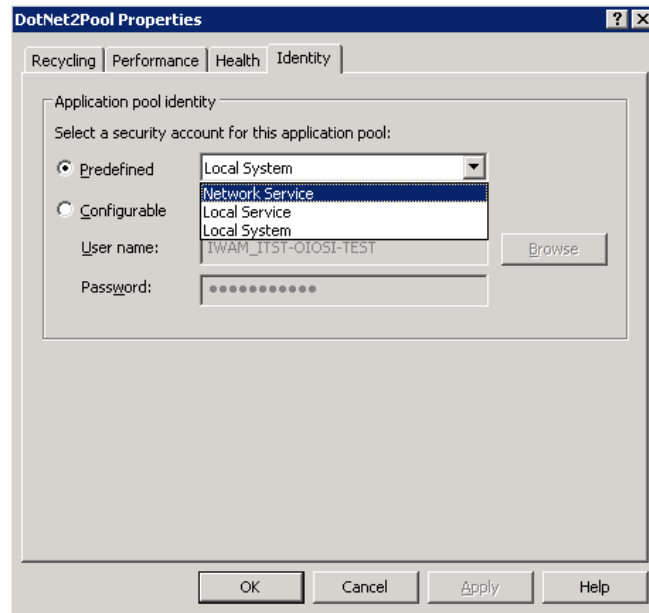 DotNet2Pool Properties
Recycling Performance Health Identity
Application pool identity
Select a security account for this application pool:
Predefined Local System
Network Service
Configurable Local Service
Local System
User name: IWAM_ITST-OIOSI-TEST Browse
Password: ●●●●●●●●●●●
OK Cancel Apply Help